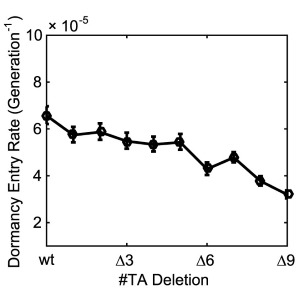 10 × 10⁻⁵
8
6
4
2
Dormancy Entry Rate (Generation⁻¹)
wt Δ3 Δ6 Δ9
#TA Deletion